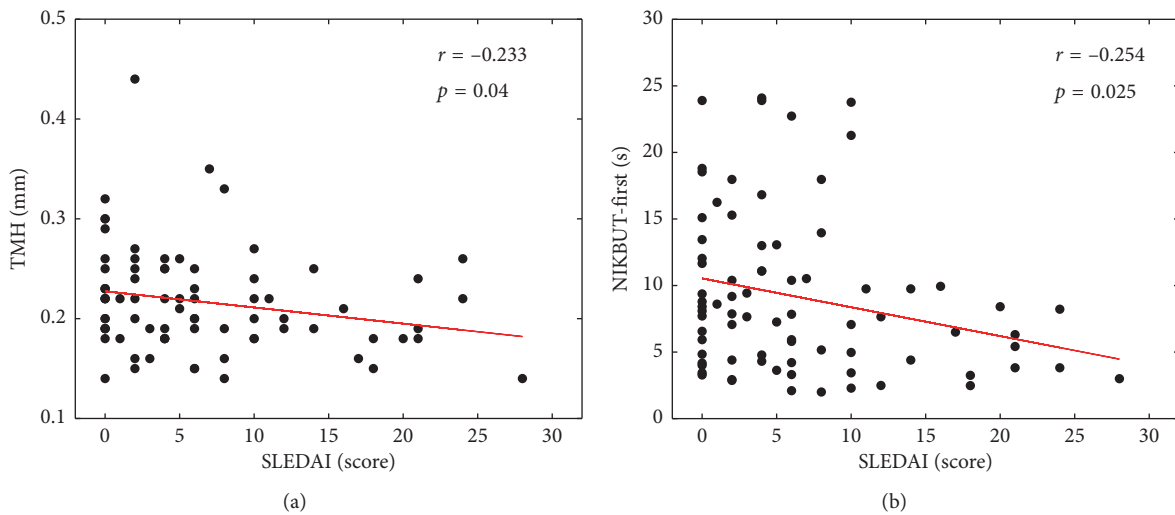 0.5
0.4
0.3
0.2
0.1
TMH (mm)
r = –0.233
p = 0.04
0 5 10 15 20 25 30
SLEDAI (score)
(a)
30
25
20
15
10
5
0
NIKBUT-first (s)
r = –0.254
p = 0.025
0 5 10 15 20 25 30
SLEDAI (score)
(b)